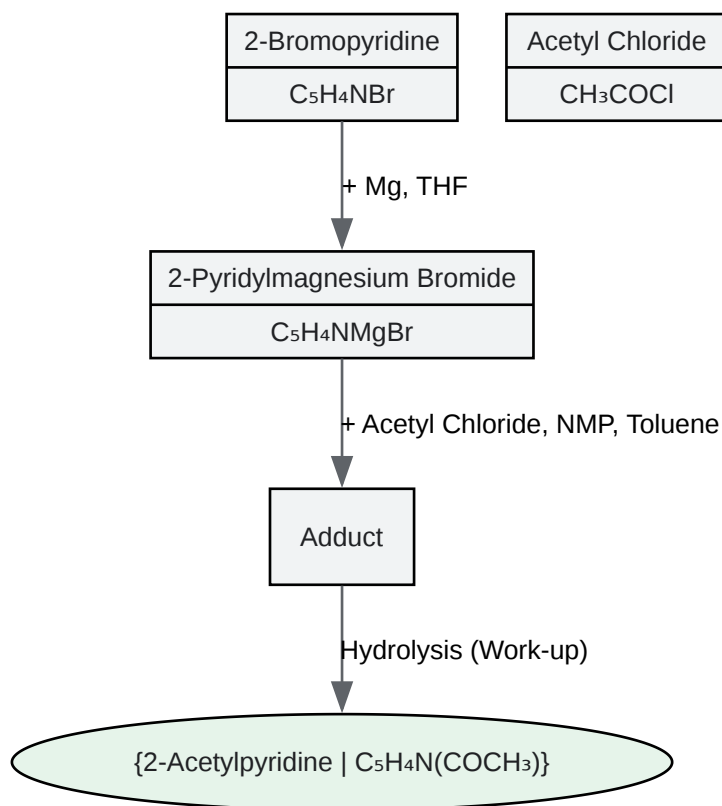 2-Bromopyridine
C₅H₄NBr
Acetyl Chloride
CH₃COCl
+ Mg, THF
2-Pyridylmagnesium Bromide
C₅H₄NMgBr
+ Acetyl Chloride, NMP, Toluene
Adduct
Hydrolysis (Work-up)
{2-Acetylpyridine | C₅H₄N(COCH₃)}